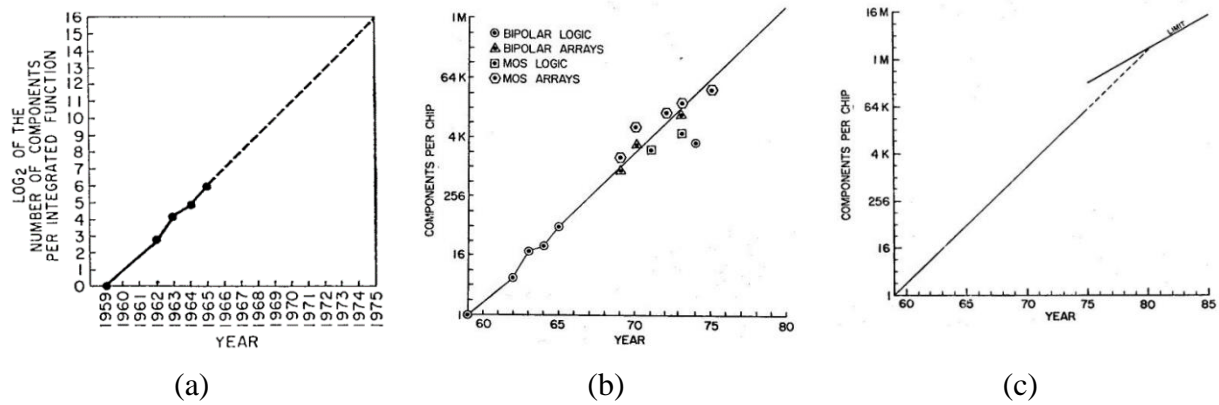 LOG2 OF THE
NUMBER OF COMPONENTS
PER INTEGRATED FUNCTION
16
15
14
13
12
11
10
9
8
7
6
5
4
3
2
1
0
1959
1960
1961
1962
1963
1964
1965
1966
1967
1968
1969
1970
1971
1972
1973
1974
1975
YEAR
(a)
COMPONENTS PER CHIP
1M
64K
4K
256
16
1
BIPOLAR LOGIC
BIPOLAR ARRAYS
MOS LOGIC
MOS ARRAYS
60
65
70
75
80
YEAR
(b)
COMPONENTS PER CHIP
16M
1M
64K
4K
256
16
1
LIMIT
60
65
70
75
80
85
YEAR
(c)